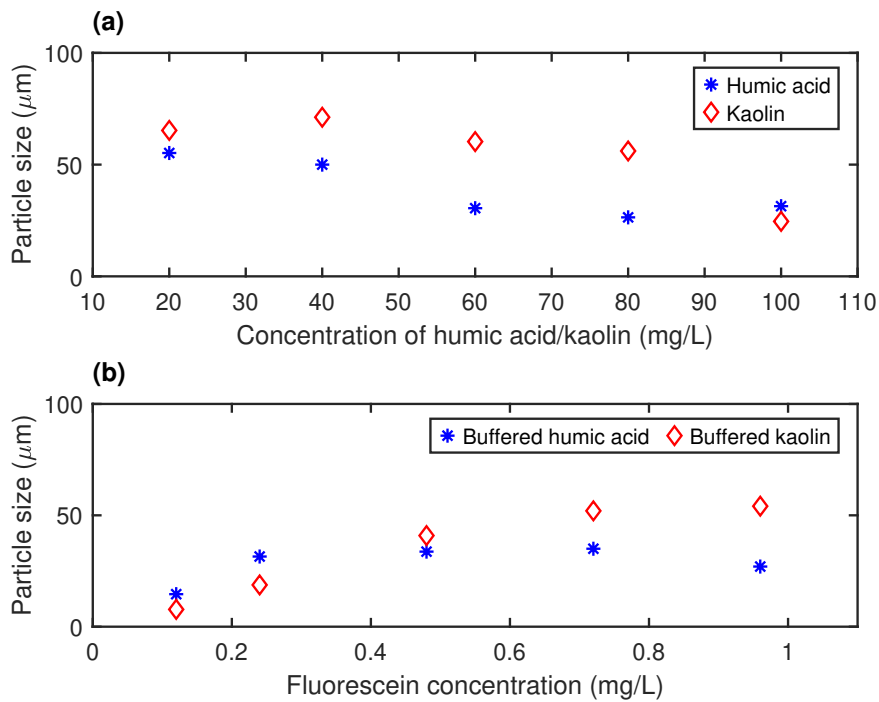 (a)
100
50
0
Particle size (μm)
Humic acid
Kaolin
10 20 30 40 50 60 70 80 90 100 110
Concentration of humic acid/kaolin (mg/L)
(b)
100
50
0
Particle size (μm)
Buffered humic acid Buffered kaolin
0 0.2 0.4 0.6 0.8 1
Fluorescein concentration (mg/L)